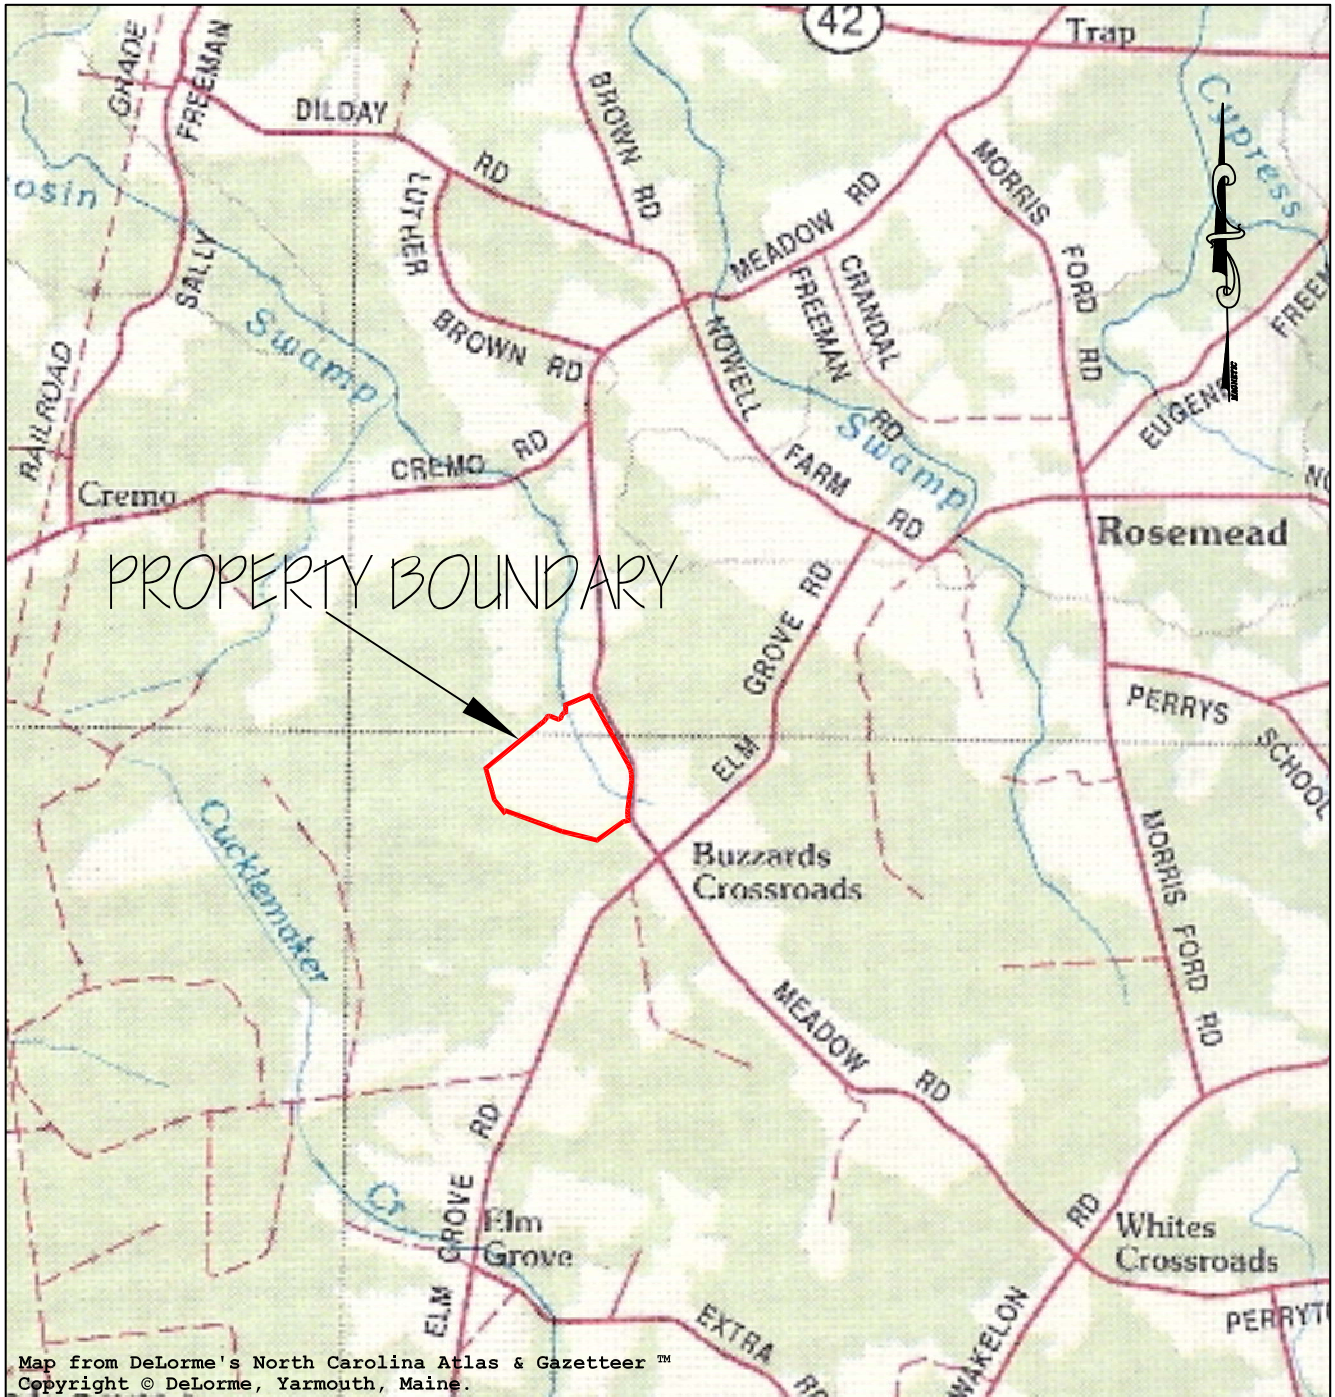 42
Trap
GRADE
FREEMAN
DILDAY
RD
BROWN RD
Cypress
MORRIS
FORD
RD
MEADOW RD
osin
LUTHER
SALLY
CRANDAL
FREEMAN
RD
Swamp
BROWN RD
NOWELL
FARM
RD
EUGENE
FREEM
RAILROAD
CREMO RD
Cremo
Swamp
Rosemead
PROPERTY BOUNDARY
GROVE RD
ELM
PERRYS
SCHOOL
Cucklemaker
Buzzards
Crossroads
MORRIS FORD RD
MEADOW
RD
RD
Cr
GROVE
Elm
Grove
ELM
RD
Whites
Crossroads
WAKELON
PERRYT
EXTRA
Map from DeLorme's North Carolina Atlas & Gazetteer ™
Copyright © DeLorme, Yarmouth, Maine.